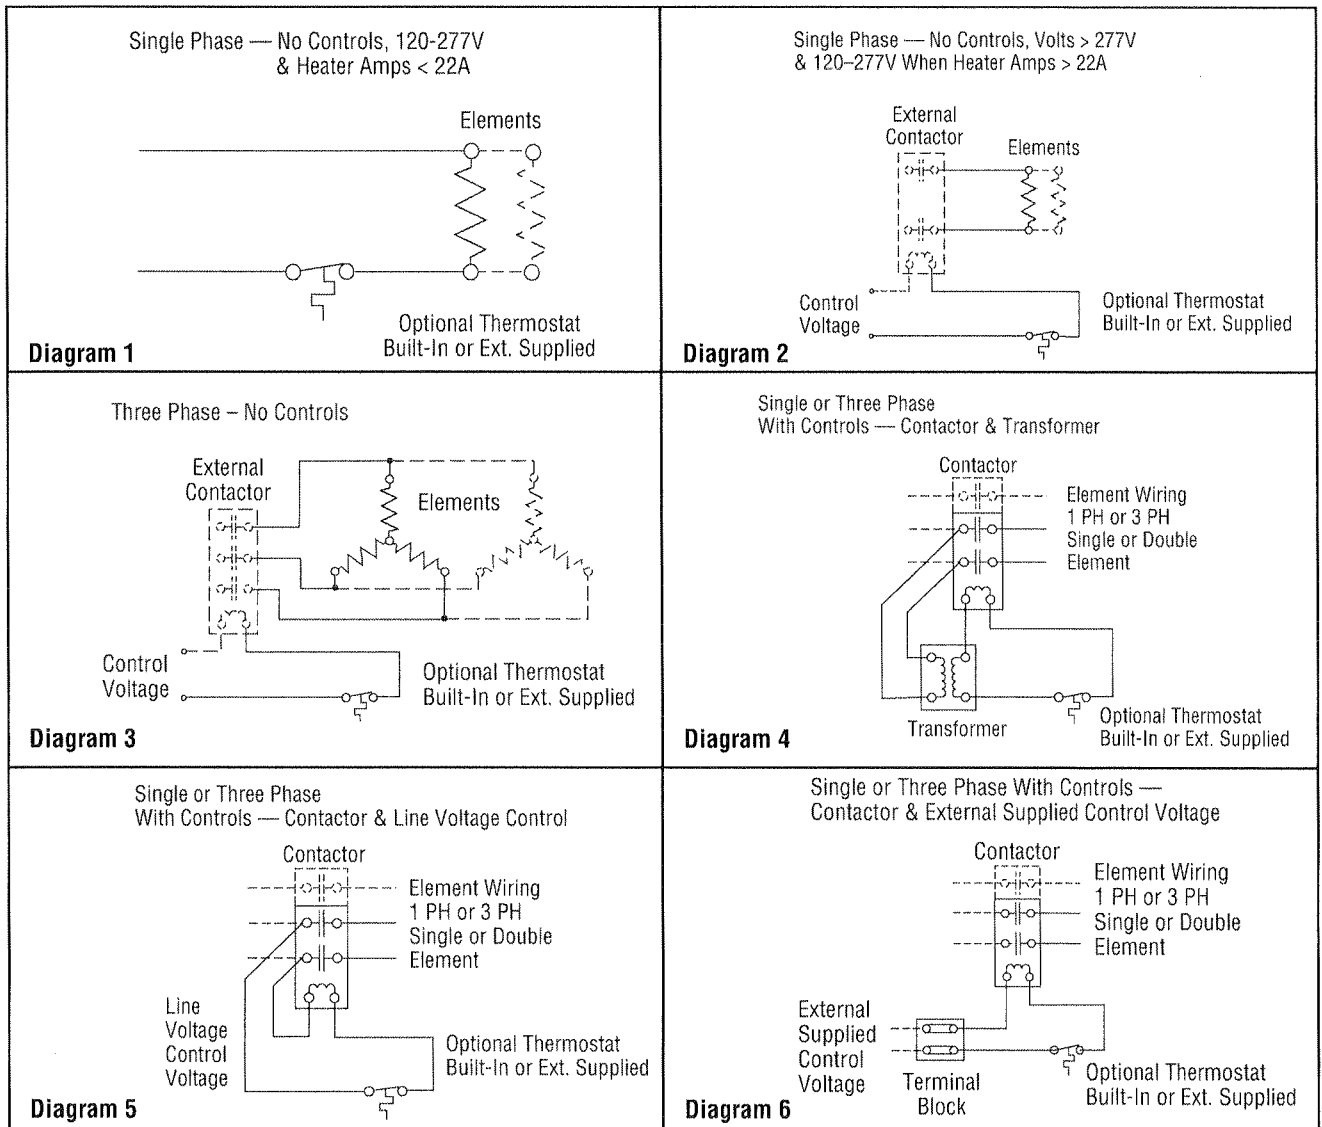 Single Phase — No Controls, 120-277V
& Heater Amps < 22A
Elements
Optional Thermostat
Built-In or Ext. Supplied
Diagram 1
Single Phase — No Controls, Volts > 277V
& 120–277V When Heater Amps > 22A
External
Contactor
Elements
Control
Voltage
Optional Thermostat
Built-In or Ext. Supplied
Diagram 2
Three Phase – No Controls
External
Contactor
Elements
Control
Voltage
Optional Thermostat
Built-In or Ext. Supplied
Diagram 3
Single or Three Phase
With Controls — Contactor & Transformer
Contactor
Element Wiring
1 PH or 3 PH
Single or Double
Element
Transformer
Optional Thermostat
Built-In or Ext. Supplied
Diagram 4
Single or Three Phase
With Controls — Contactor & Line Voltage Control
Contactor
Element Wiring
1 PH or 3 PH
Single or Double
Element
Line
Voltage
Control
Voltage
Optional Thermostat
Built-In or Ext. Supplied
Diagram 5
Single or Three Phase With Controls —
Contactor & External Supplied Control Voltage
Contactor
Element Wiring
1 PH or 3 PH
Single or Double
Element
External
Supplied
Control
Voltage
Terminal
Block
Optional Thermostat
Built-In or Ext. Supplied
Diagram 6